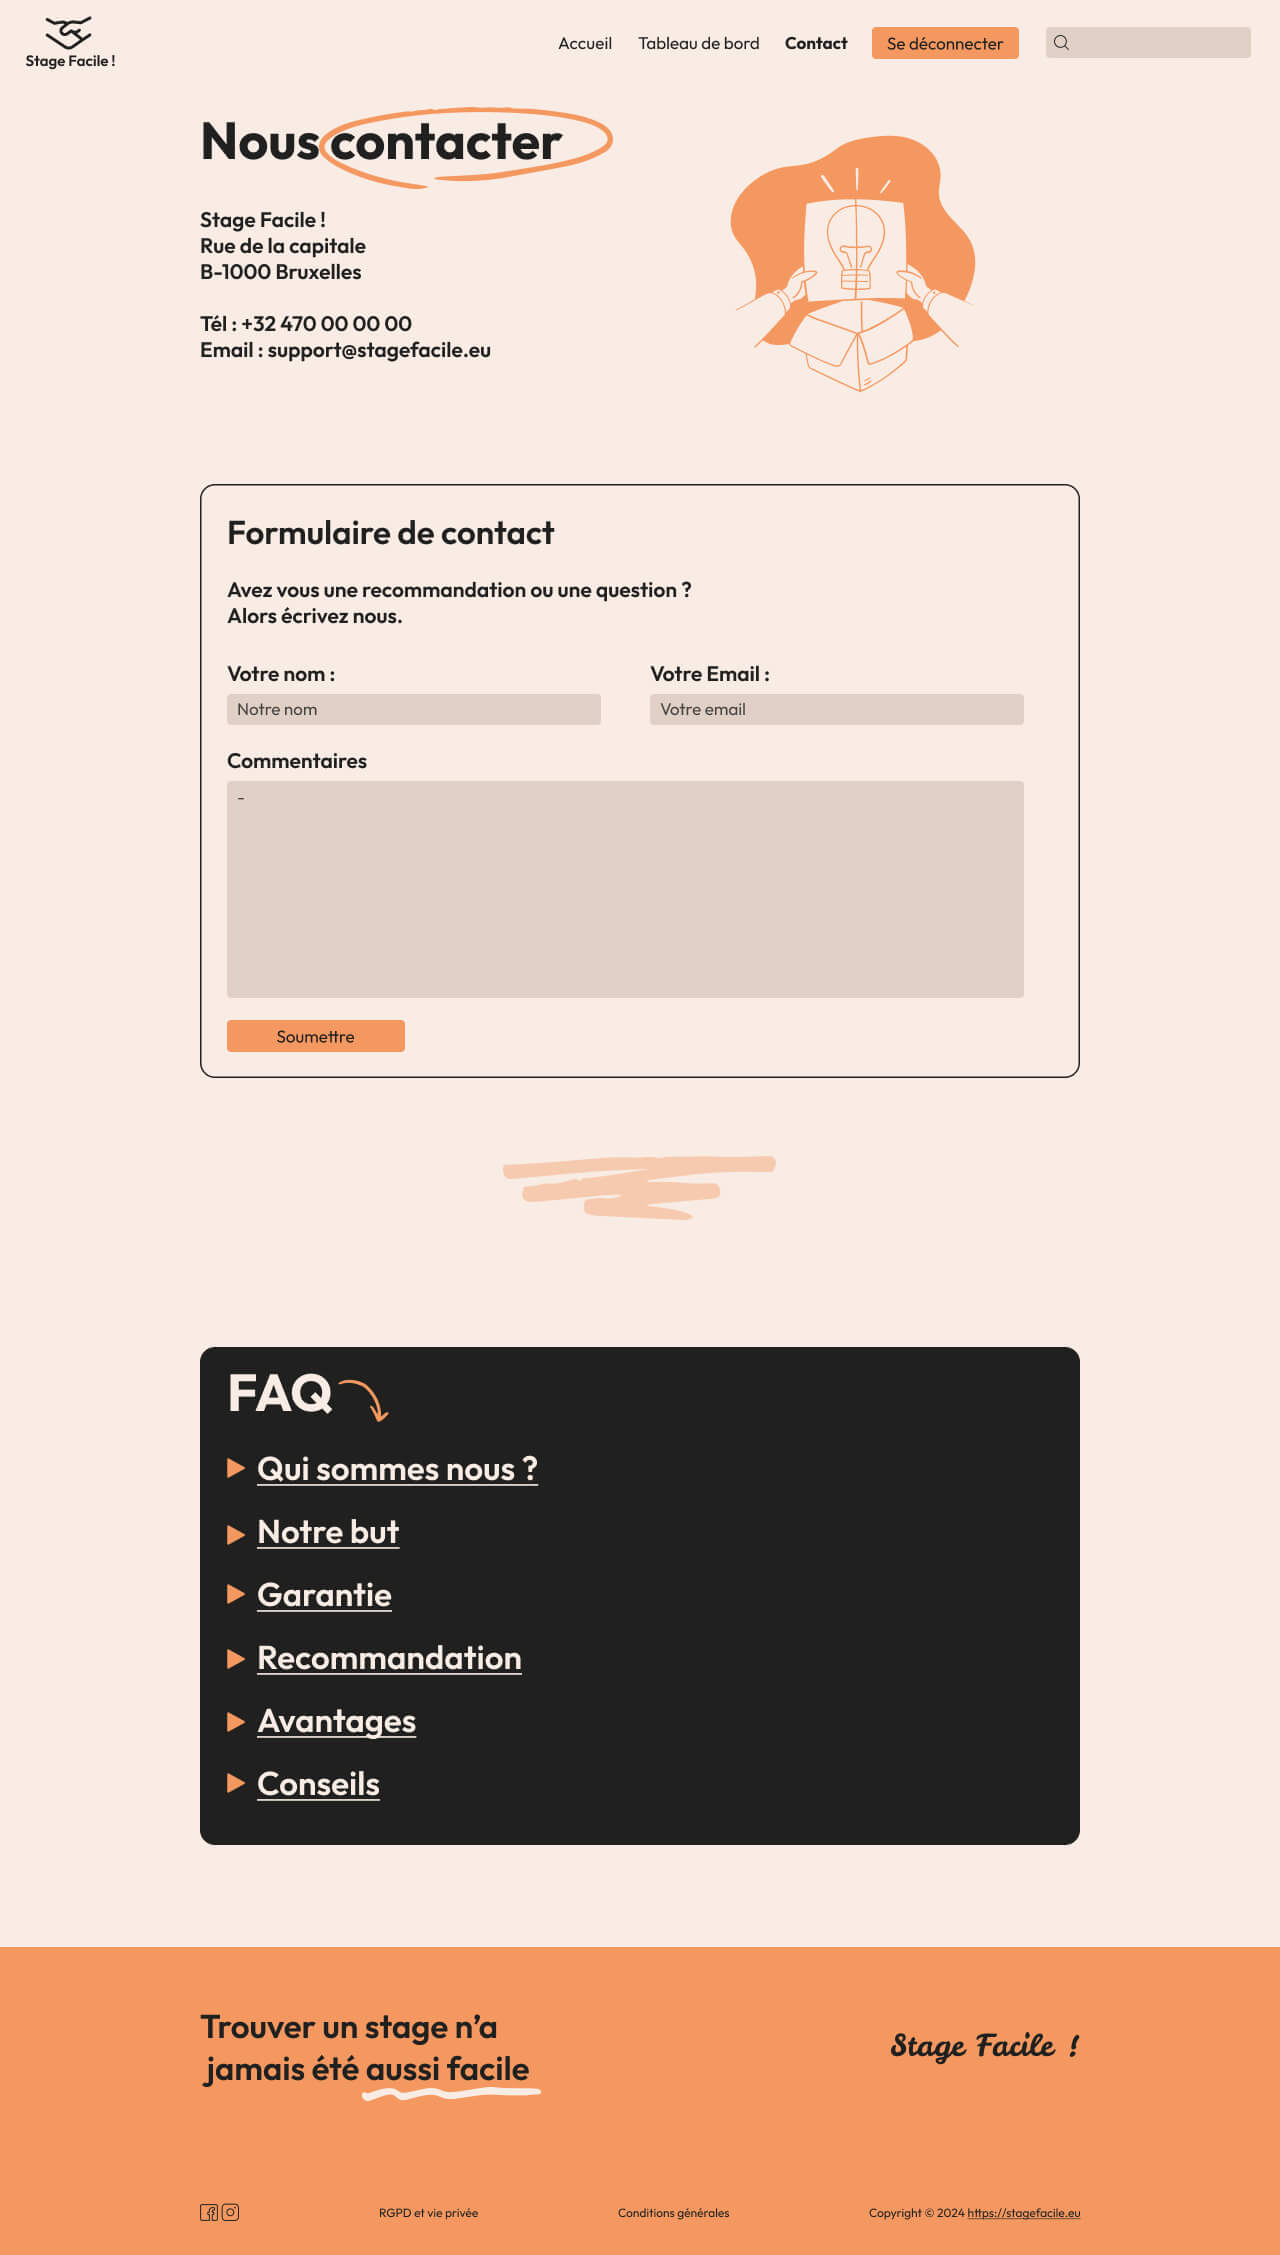 Stage Facile !
Accueil
Tableau de bord
Contact
Se déconnecter
Nous contacter
Stage Facile !
Rue de la capitale
B-1000 Bruxelles
Tél : +32 470 00 00 00
Email : support@stagefacile.eu
Formulaire de contact
Avez vous une recommandation ou une question ?
Alors écrivez nous.
Votre nom :
Votre Email :
Notre nom
Votre email
Commentaires
-
Soumettre
FAQ
Qui sommes nous ?
Notre but
Garantie
Recommandation
Avantages
Conseils
Trouver un stage n’a
jamais été aussi facile
Stage Facile !
RGPD et vie privée
Conditions générales
Copyright © 2024 https://stagefacile.eu